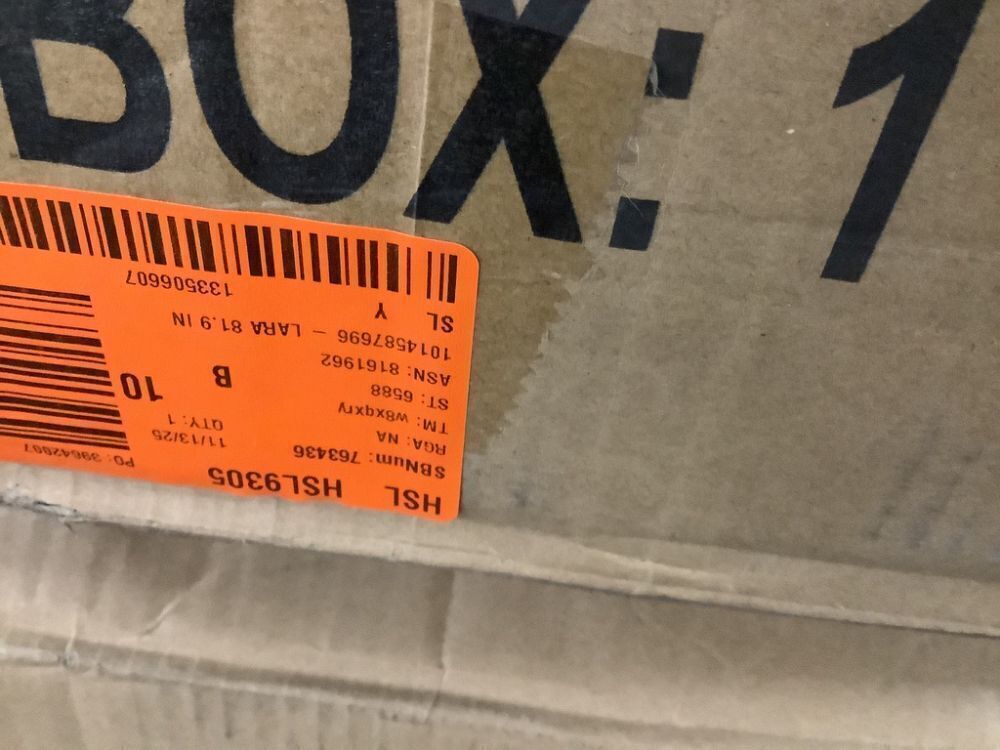 BOX: 1
HSL HSL9305
SBNum: 763436
RGA: NA
TM: w8xqxry
ST: 6588
ASN: 8161962
1014587696 - LARA 81.9 IN
SL Y
133506607
11/13/25
QTY: 1
B 10